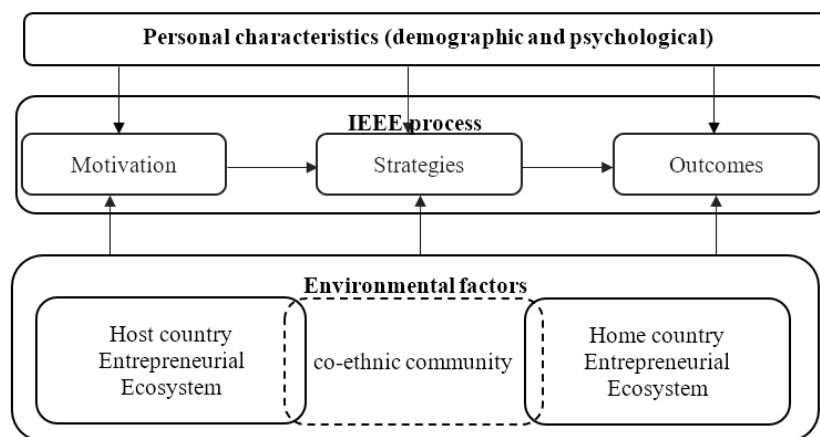 Personal characteristics (demographic and psychological)
IEEE process
Motivation
Strategies
Outcomes
Environmental factors
Host country
Entrepreneurial
Ecosystem
co-ethnic community
Home country
Entrepreneurial
Ecosystem